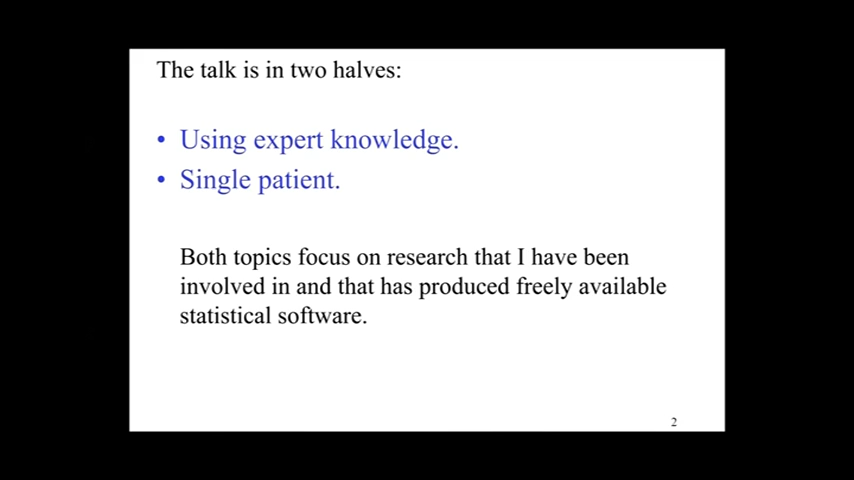 The talk is in two halves:
• Using expert knowledge.
• Single patient.
Both topics focus on research that I have been
involved in and that has produced freely available
statistical software.
2